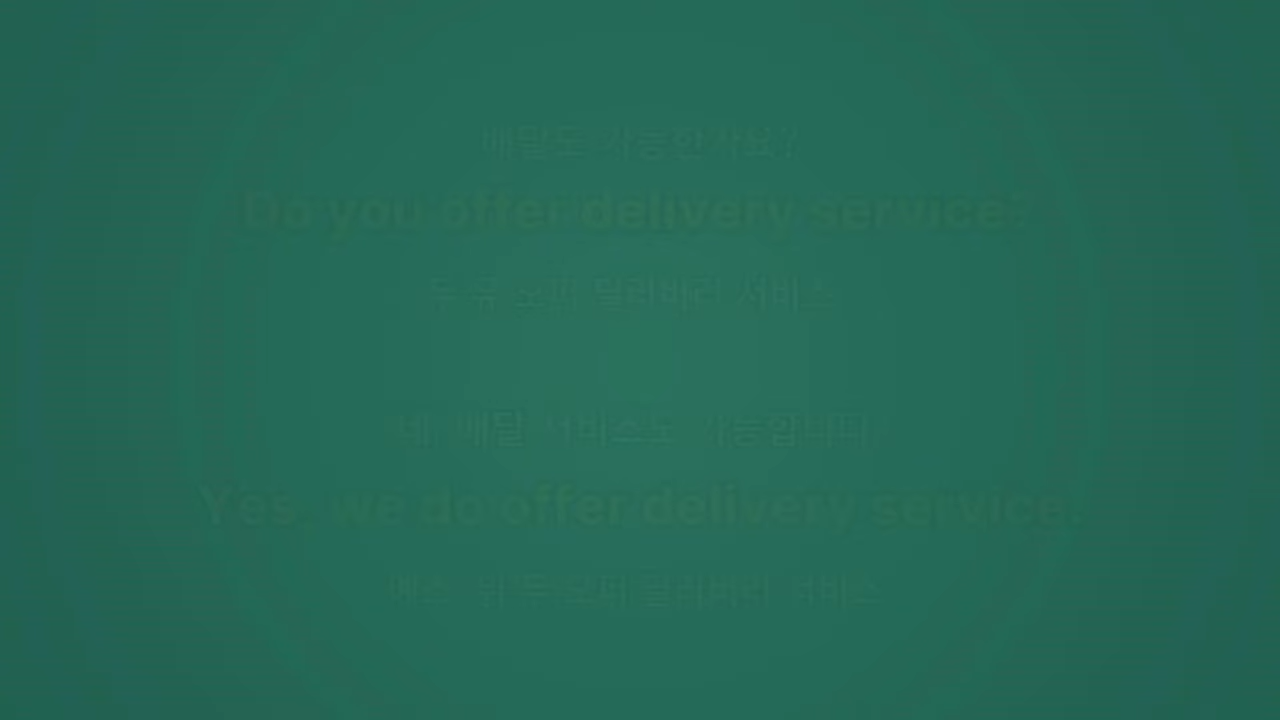 배달도 가능한가요?
Do you offer delivery service?
두 유 오퍼 딜리버리 서비스
네 배달 서비스도 가능합니다.
Yes, we do offer delivery service.
예스 위 두 오퍼 딜리버리 서비스